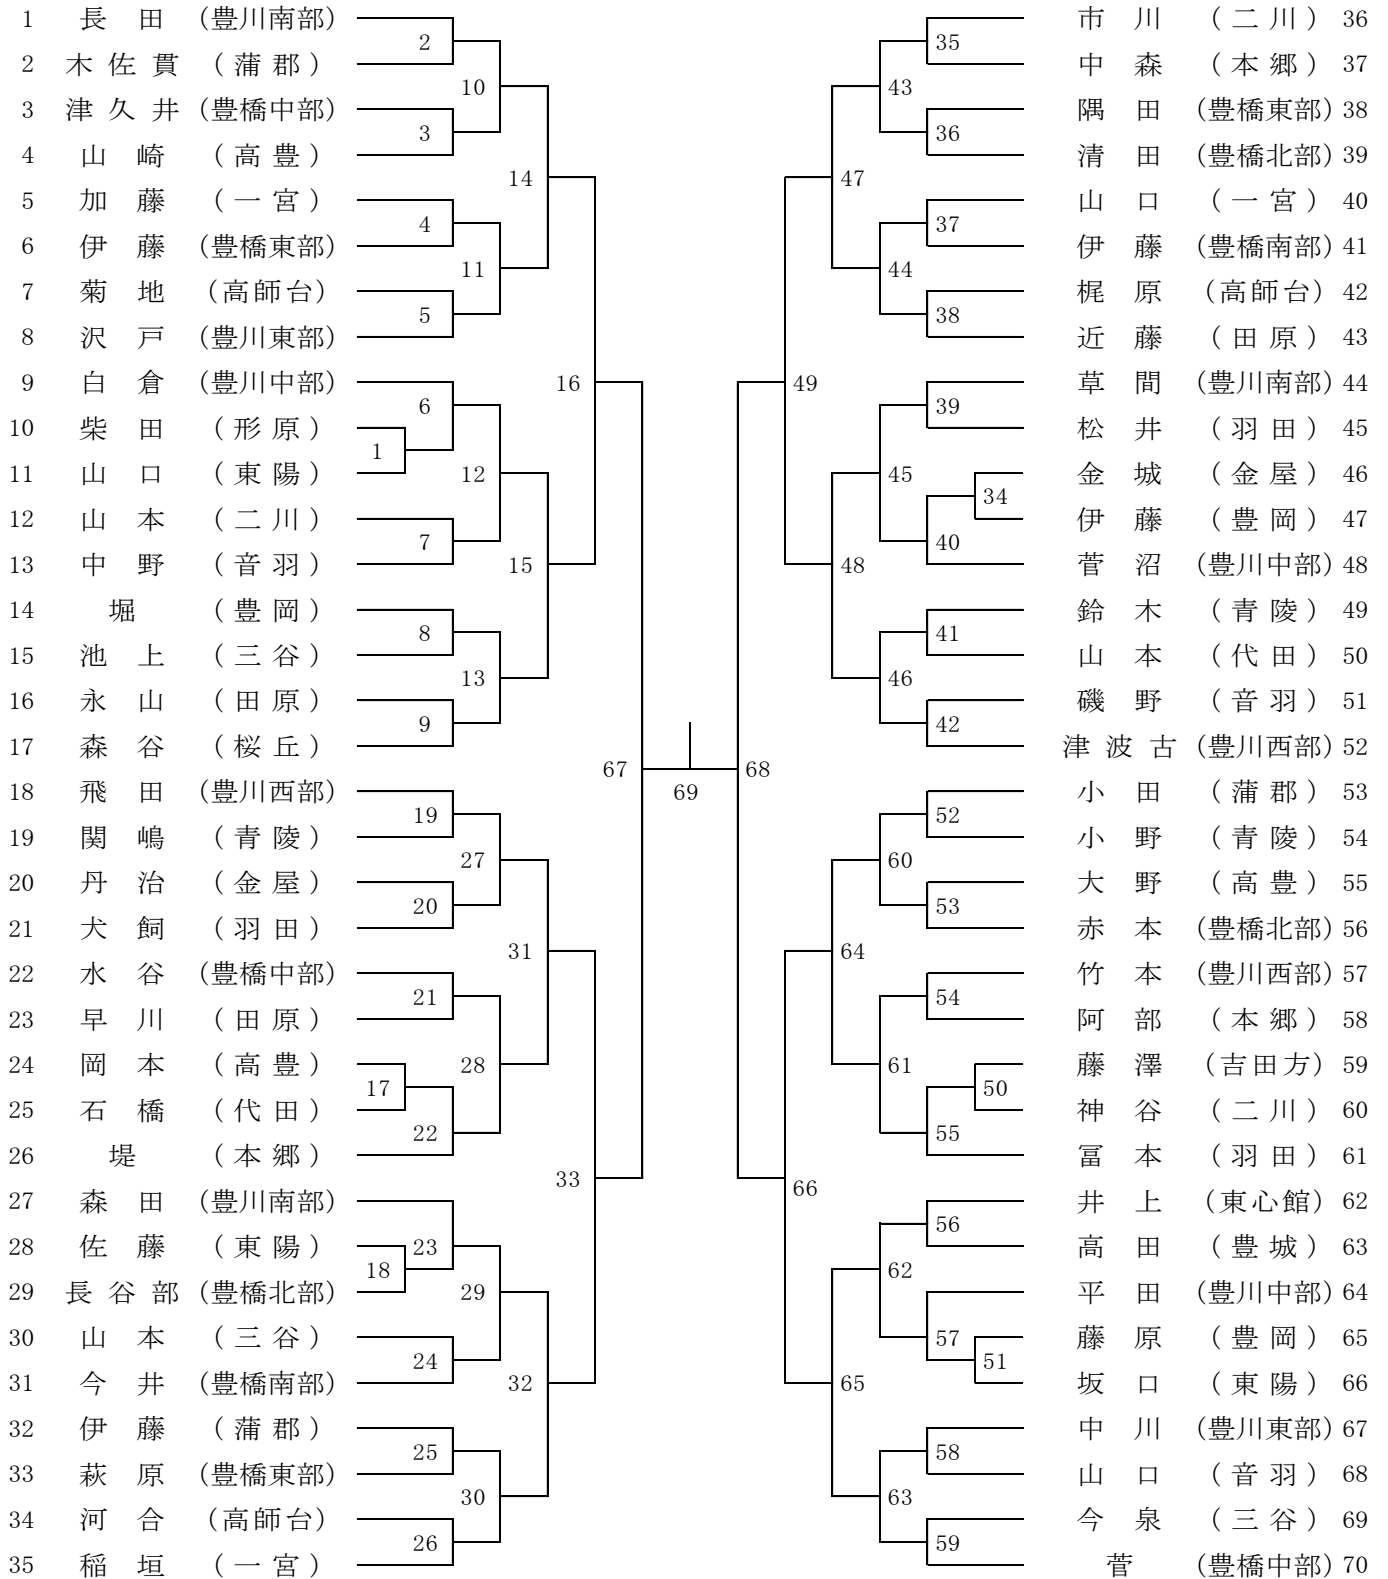 1 長田 (豊川南部)
2 木佐貫 (蒲郡)
3 津久井 (豊橋中部)
4 山崎 (高豊)
5 加藤 (一宮)
6 伊藤 (豊橋東部)
7 菊地 (高師台)
8 沢戸 (豊川東部)
9 白倉 (豊川中部)
10 柴田 (形原)
11 山口 (東陽)
12 山本 (二川)
13 中野 (音羽)
14 堀 (豊岡)
15 池上 (三谷)
16 永山 (田原)
17 森谷 (桜丘)
18 飛田 (豊川西部)
19 関嶋 (青陵)
20 丹治 (金屋)
21 犬飼 (羽田)
22 水谷 (豊橋中部)
23 早川 (田原)
24 岡本 (高豊)
25 石橋 (代田)
26 堤 (本郷)
27 森田 (豊川南部)
28 佐藤 (東陽)
29 長谷部 (豊橋北部)
30 山本 (三谷)
31 今井 (豊橋南部)
32 伊藤 (蒲郡)
33 萩原 (豊橋東部)
34 河合 (高師台)
35 稲垣 (一宮)
2
3
4
5
6
1
7
8
9
19
20
21
17
22
23
18
24
25
26
10
11
12
13
27
28
29
30
14
15
31
32
16
33
67
69
68
49
66
47
48
64
65
43
44
45
46
60
61
62
63
35
36
37
38
39
34
40
41
42
52
53
54
50
55
56
57
51
58
59
市川 (二川) 36
中森 (本郷) 37
隅田 (豊橋東部) 38
清田 (豊橋北部) 39
山口 (一宮) 40
伊藤 (豊橋南部) 41
梶原 (高師台) 42
近藤 (田原) 43
草間 (豊川南部) 44
松井 (羽田) 45
金城 (金屋) 46
伊藤 (豊岡) 47
菅沼 (豊川中部) 48
鈴木 (青陵) 49
山本 (代田) 50
磯野 (音羽) 51
津波古 (豊川西部) 52
小田 (蒲郡) 53
小野 (青陵) 54
大野 (高豊) 55
赤本 (豊橋北部) 56
竹本 (豊川西部) 57
阿部 (本郷) 58
藤澤 (吉田方) 59
神谷 (二川) 60
冨本 (羽田) 61
井上 (東心館) 62
高田 (豊城) 63
平田 (豊川中部) 64
藤原 (豊岡) 65
坂口 (東陽) 66
中川 (豊川東部) 67
山口 (音羽) 68
今泉 (三谷) 69
菅 (豊橋中部) 70